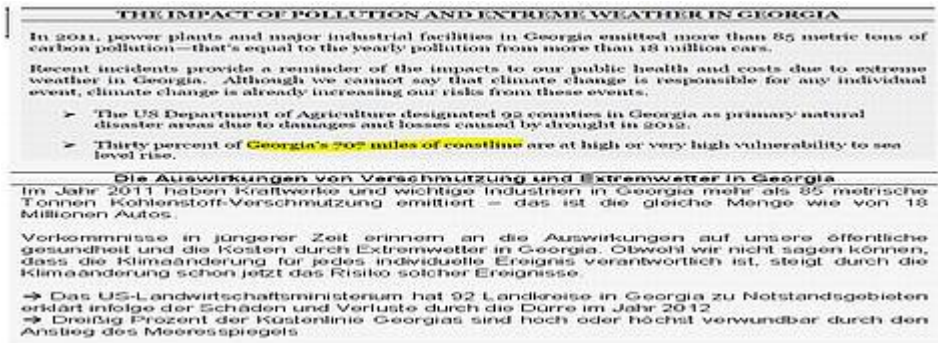 THE IMPACT OF POLLUTION AND EXTREME WEATHER IN GEORGIA
In 2011, power plants and major industrial facilities in Georgia emitted more than 85 metric tons of
carbon pollution—that's equal to the yearly pollution from more than 18 million cars.
Recent incidents provide a reminder of the impacts to our public health and costs due to extreme
weather in Georgia. Although we cannot say that climate change is responsible for any individual
event, climate change is already increasing our risks from these events.
➢ The US Department of Agriculture designated 92 counties in Georgia as primary natural
disaster areas due to damages and losses caused by drought in 2012.
➢ Thirty percent of Georgia's 707 miles of coastline are at high or very high vulnerability to sea
level rise.
Die Auswirkungen von Verschmutzung und Extremwetter in Georgia
Im Jahr 2011 haben Kraftwerke und wichtige Industrien in Georgia mehr als 85 metrische
Tonnen Kohlenstoff-Verschmutzung emittiert – das ist die gleiche Menge wie von 18
Millionen Autos.
Vorkommnisse in jüngerer Zeit erinnern an die Auswirkungen auf unsere öffentliche
gesundheit und die Kosten durch Extremwetter in Georgia. Obwohl wir nicht sagen können,
dass die Klimaänderung für jedes individuelle Ereignis verantwortlich ist, steigt durch die
Klimaänderung schon jetzt das Risiko solcher Ereignisse.
→ Das US-Landwirtschaftsministerium hat 92 Landkreise in Georgia zu Notstandsgebieten
erklärt infolge der Schäden und Verluste durch die Dürre im Jahr 2012
→ Dreißig Prozent der Küstenlinie Georgias sind hoch oder höchst verwundbar durch den
Anstieg des Meeresspiegels